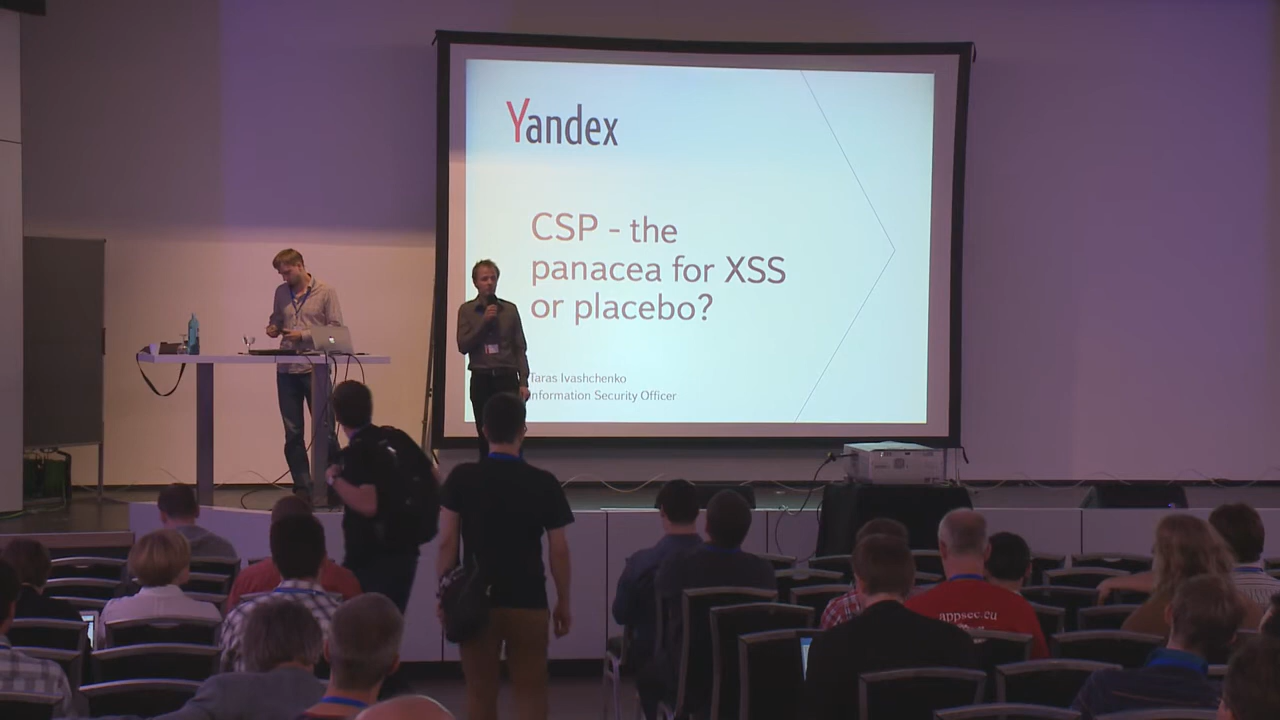 Yandex
CSP - the
panacea for XSS
or placebo?
Taras Ivashchenko
nformation Security Officer
appsec.eu